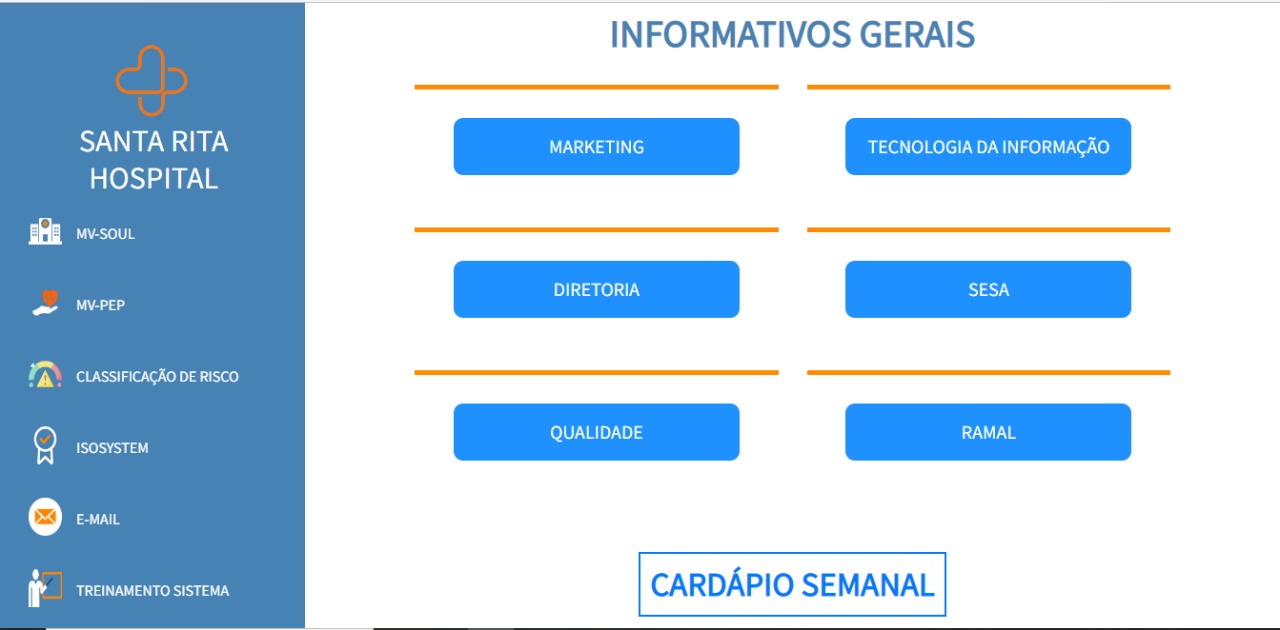 SANTA RITA
HOSPITAL
MV-SOUL
MV-PEP
CLASSIFICAÇÃO DE RISCO
ISOSYSTEM
E-MAIL
TREINAMENTO SISTEMA
INFORMATIVOS GERAIS
MARKETING
TECNOLOGIA DA INFORMAÇÃO
DIRETORIA
SESA
QUALIDADE
RAMAL
CARDÁPIO SEMANAL